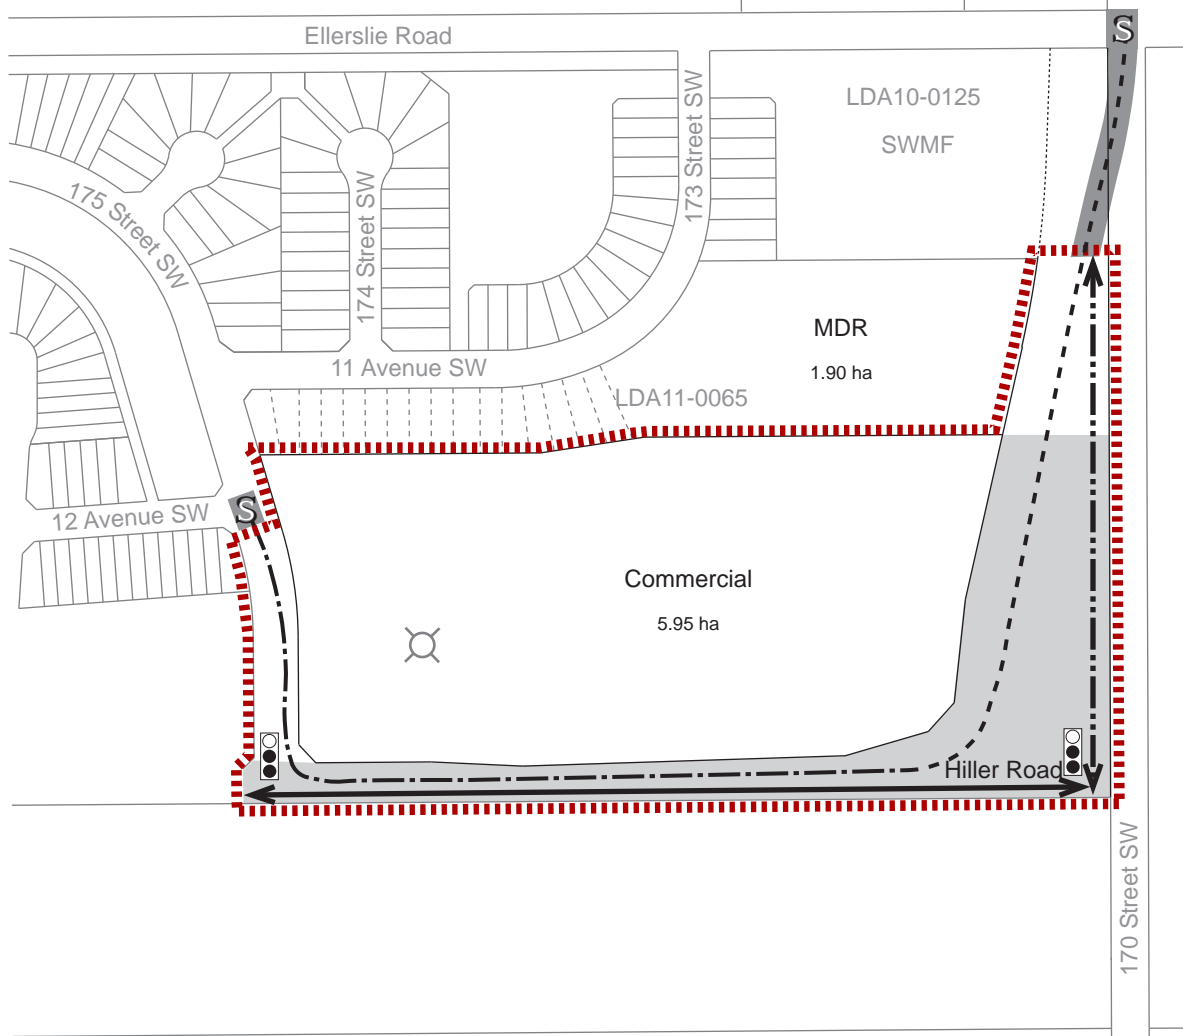 Ellerslie Road
S
LDA10-0125
SWMF
173 Street SW
175 Street SW
174 Street SW
MDR
1.90 ha
11 Avenue SW
LDA11-0065
S
12 Avenue SW
Commercial
5.95 ha
Hiller Road
170 Street SW